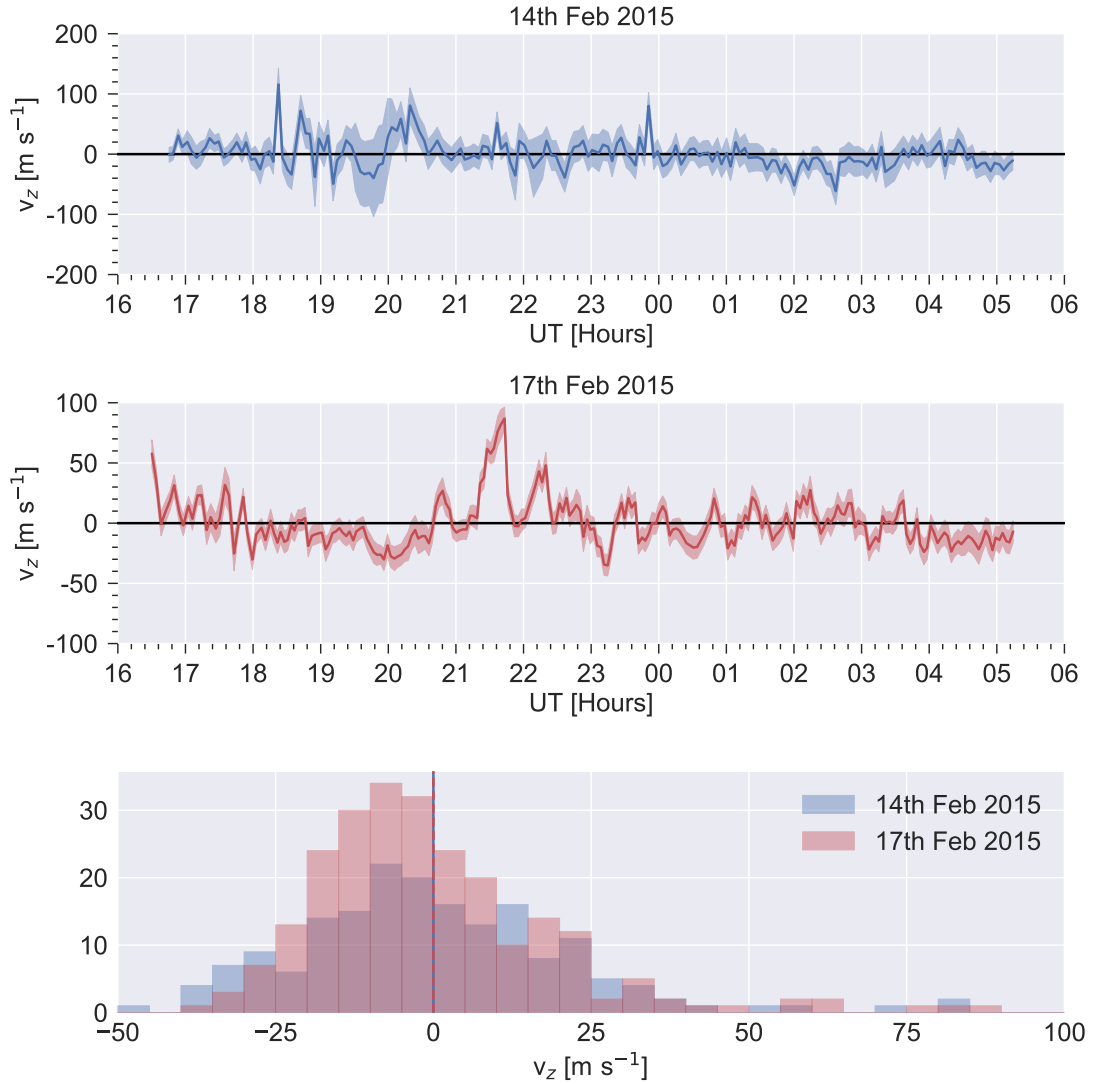 14th Feb 2015
200
100
0
-100
-200
v_z [m s⁻¹]
16 17 18 19 20 21 22 23 00 01 02 03 04 05 06
UT [Hours]
17th Feb 2015
100
50
0
-50
-100
v_z [m s⁻¹]
16 17 18 19 20 21 22 23 00 01 02 03 04 05 06
UT [Hours]
14th Feb 2015
17th Feb 2015
30
20
10
0
−50 −25 0 25 50 75 100
v_z [m s⁻¹]